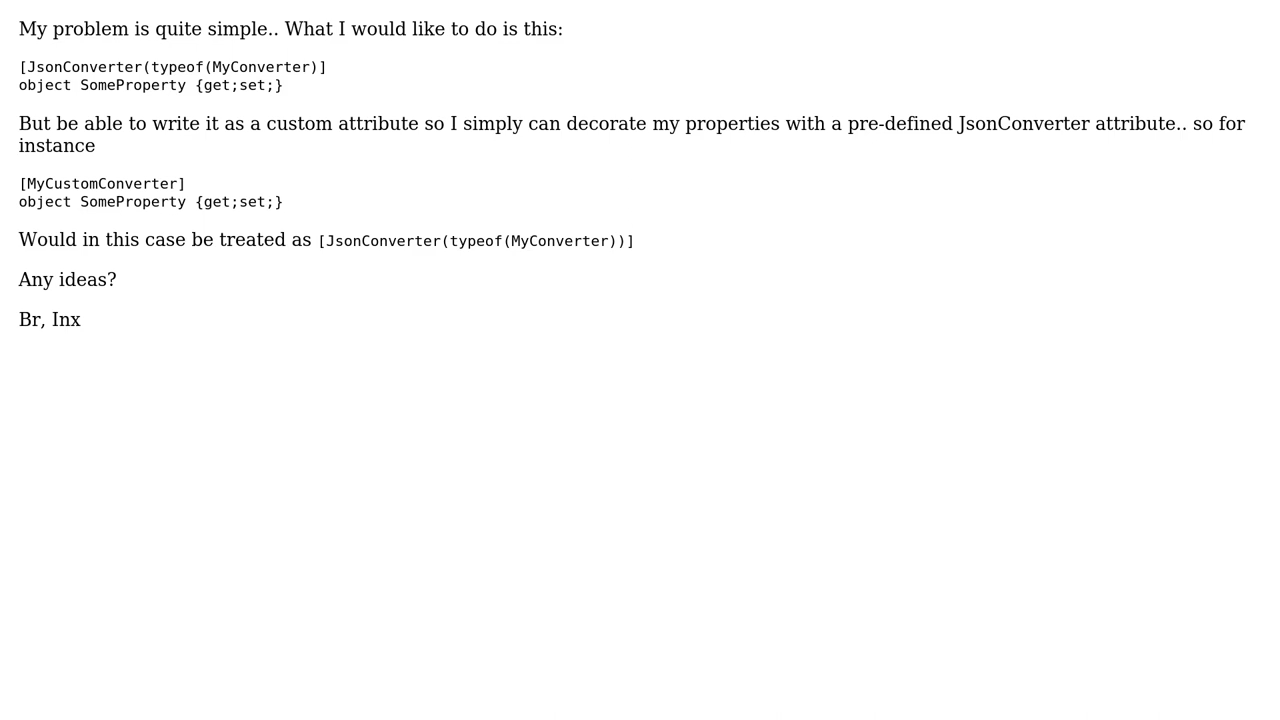 My problem is quite simple.. What I would like to do is this:
[JsonConverter(typeof(MyConverter)]
object SomeProperty {get;set;}
But be able to write it as a custom attribute so I simply can decorate my properties with a pre-defined JsonConverter attribute.. so for
instance
[MyCustomConverter]
object SomeProperty {get;set;}
Would in this case be treated as [JsonConverter(typeof(MyConverter))]
Any ideas?
Br, Inx